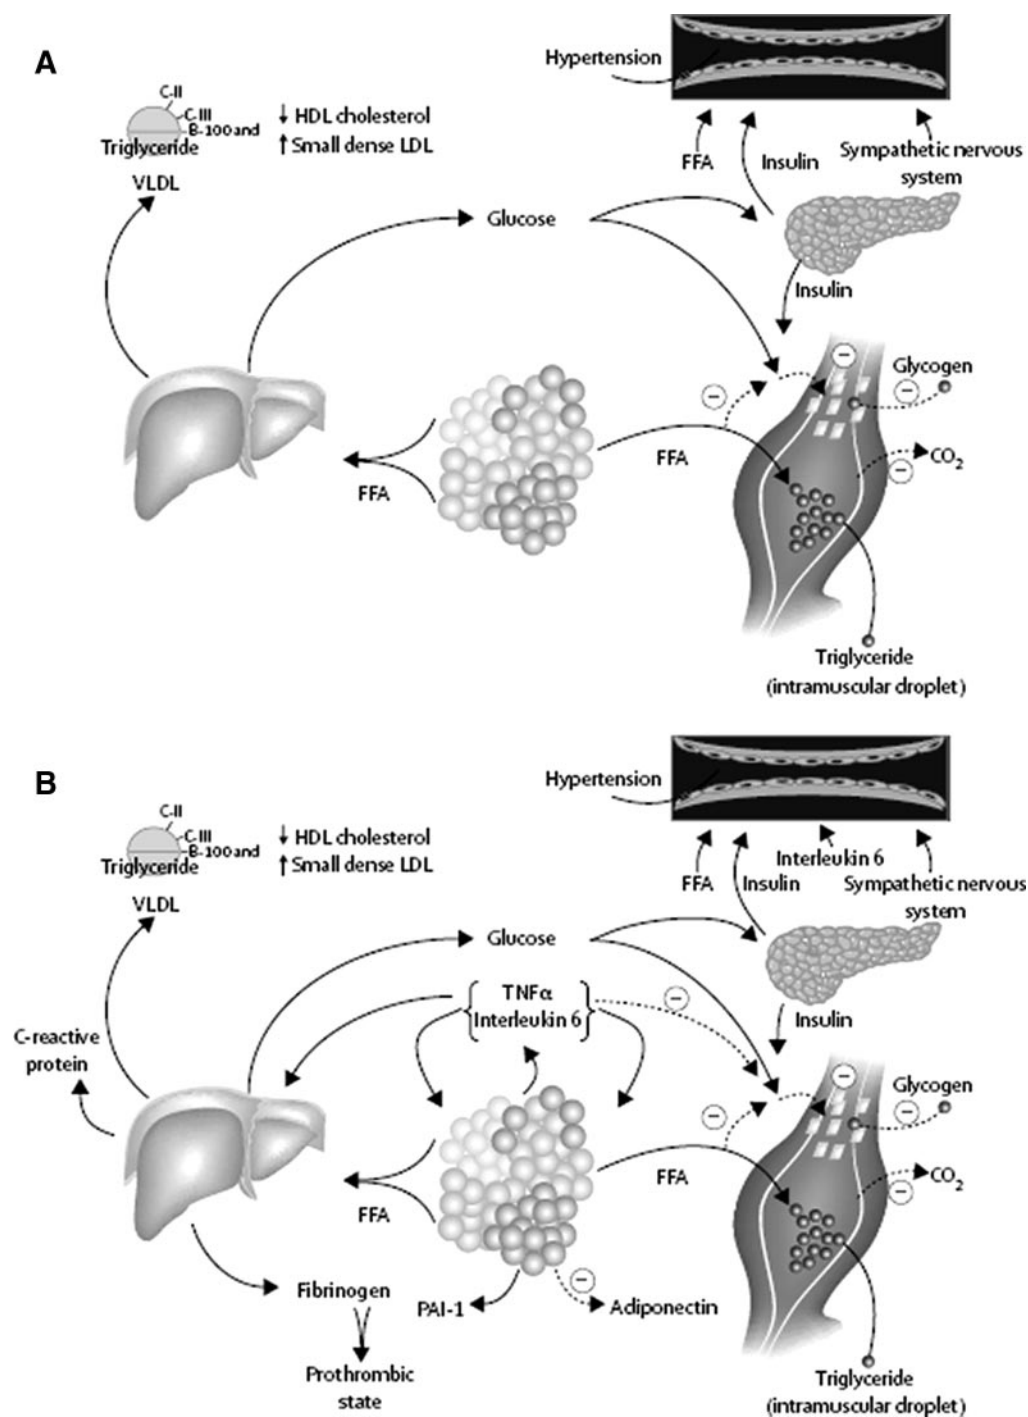 A
Hypertension
C-II
C-III
B-100 and
Triglyceride
VLDL
↓ HDL cholesterol
↑ Small dense LDL
FFA
Insulin
Sympathetic nervous
system
Glucose
Insulin
−
Glycogen
−
−
FFA
CO2
−
FFA
Triglyceride
(intramuscular droplet)
B
Hypertension
C-II
C-III
B-100 and
Triglyceride
VLDL
↓ HDL cholesterol
↑ Small dense LDL
Interleukin 6
FFA
Insulin
Sympathetic nervous
system
Glucose
TNFα
Interleukin 6
−
Insulin
C-reactive
protein
−
Glycogen
−
−
FFA
CO2
−
FFA
Fibrinogen
PAI-1
−
Adiponectin
Prothrombic
state
Triglyceride
(intramuscular droplet)